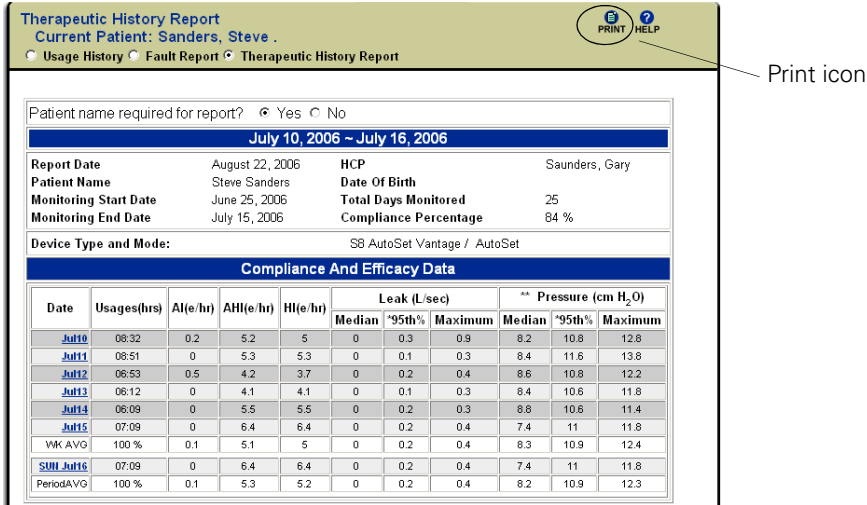 Therapeutic History Report
Current Patient: Sanders, Steve .
PRINT HELP
Usage History Fault Report Therapeutic History Report
Print icon
Patient name required for report? Yes No
July 10, 2006 ~ July 16, 2006
Report Date August 22, 2006 HCP Saunders, Gary
Patient Name Steve Sanders Date Of Birth
Monitoring Start Date June 25, 2006 Total Days Monitored 25
Monitoring End Date July 15, 2006 Compliance Percentage 84 %
Device Type and Mode: S8 AutoSet Vantage / AutoSet
Compliance And Efficacy Data
Date Usages(hrs) AI(e/hr) AHI(e/hr) HI(e/hr) Leak (L/sec) ** Pressure (cm H2O)
Median *95th% Maximum Median *95th% Maximum
Jul10 08:32 0.2 5.2 5 0 0.3 0.9 8.2 10.8 12.8
Jul11 08:51 0 5.3 5.3 0 0.1 0.3 8.4 11.6 13.8
Jul12 06:53 0.5 4.2 3.7 0 0.2 0.4 8.6 10.8 12.2
Jul13 06:12 0 4.1 4.1 0 0.1 0.3 8.4 10.6 11.8
Jul14 06:09 0 5.5 5.5 0 0.2 0.3 8.8 10.6 11.4
Jul15 07:09 0 6.4 6.4 0 0.2 0.4 7.4 11 11.8
WK AVG 100 % 0.1 5.1 5 0 0.2 0.4 8.3 10.9 12.4
SUN Jul16 07:09 0 6.4 6.4 0 0.2 0.4 7.4 11 11.8
PeriodAVG 100 % 0.1 5.3 5.2 0 0.2 0.4 8.2 10.9 12.3